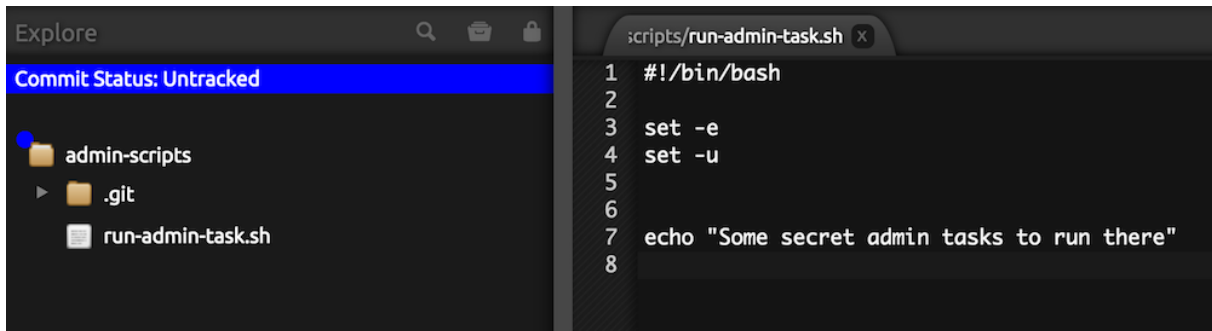 Explore
Commit Status: Untracked
admin-scripts
.git
run-admin-task.sh
scripts/run-admin-task.sh x
1 #!/bin/bash
2
3 set -e
4 set -u
5
6
7 echo "Some secret admin tasks to run there"
8